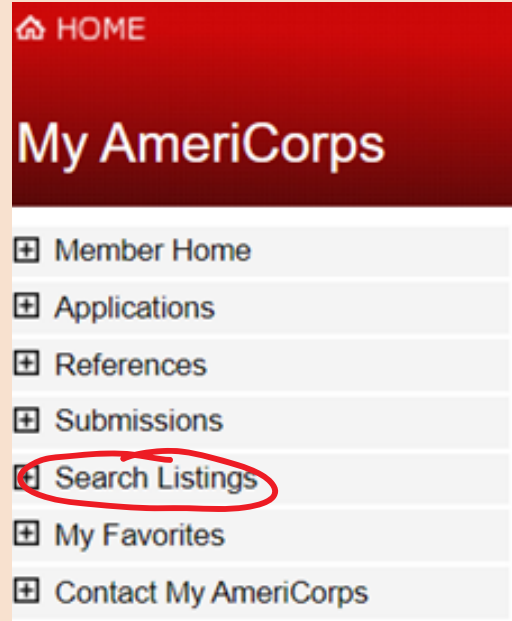 HOME
My AmeriCorps
Member Home
Applications
References
Submissions
Search Listings
My Favorites
Contact My AmeriCorps